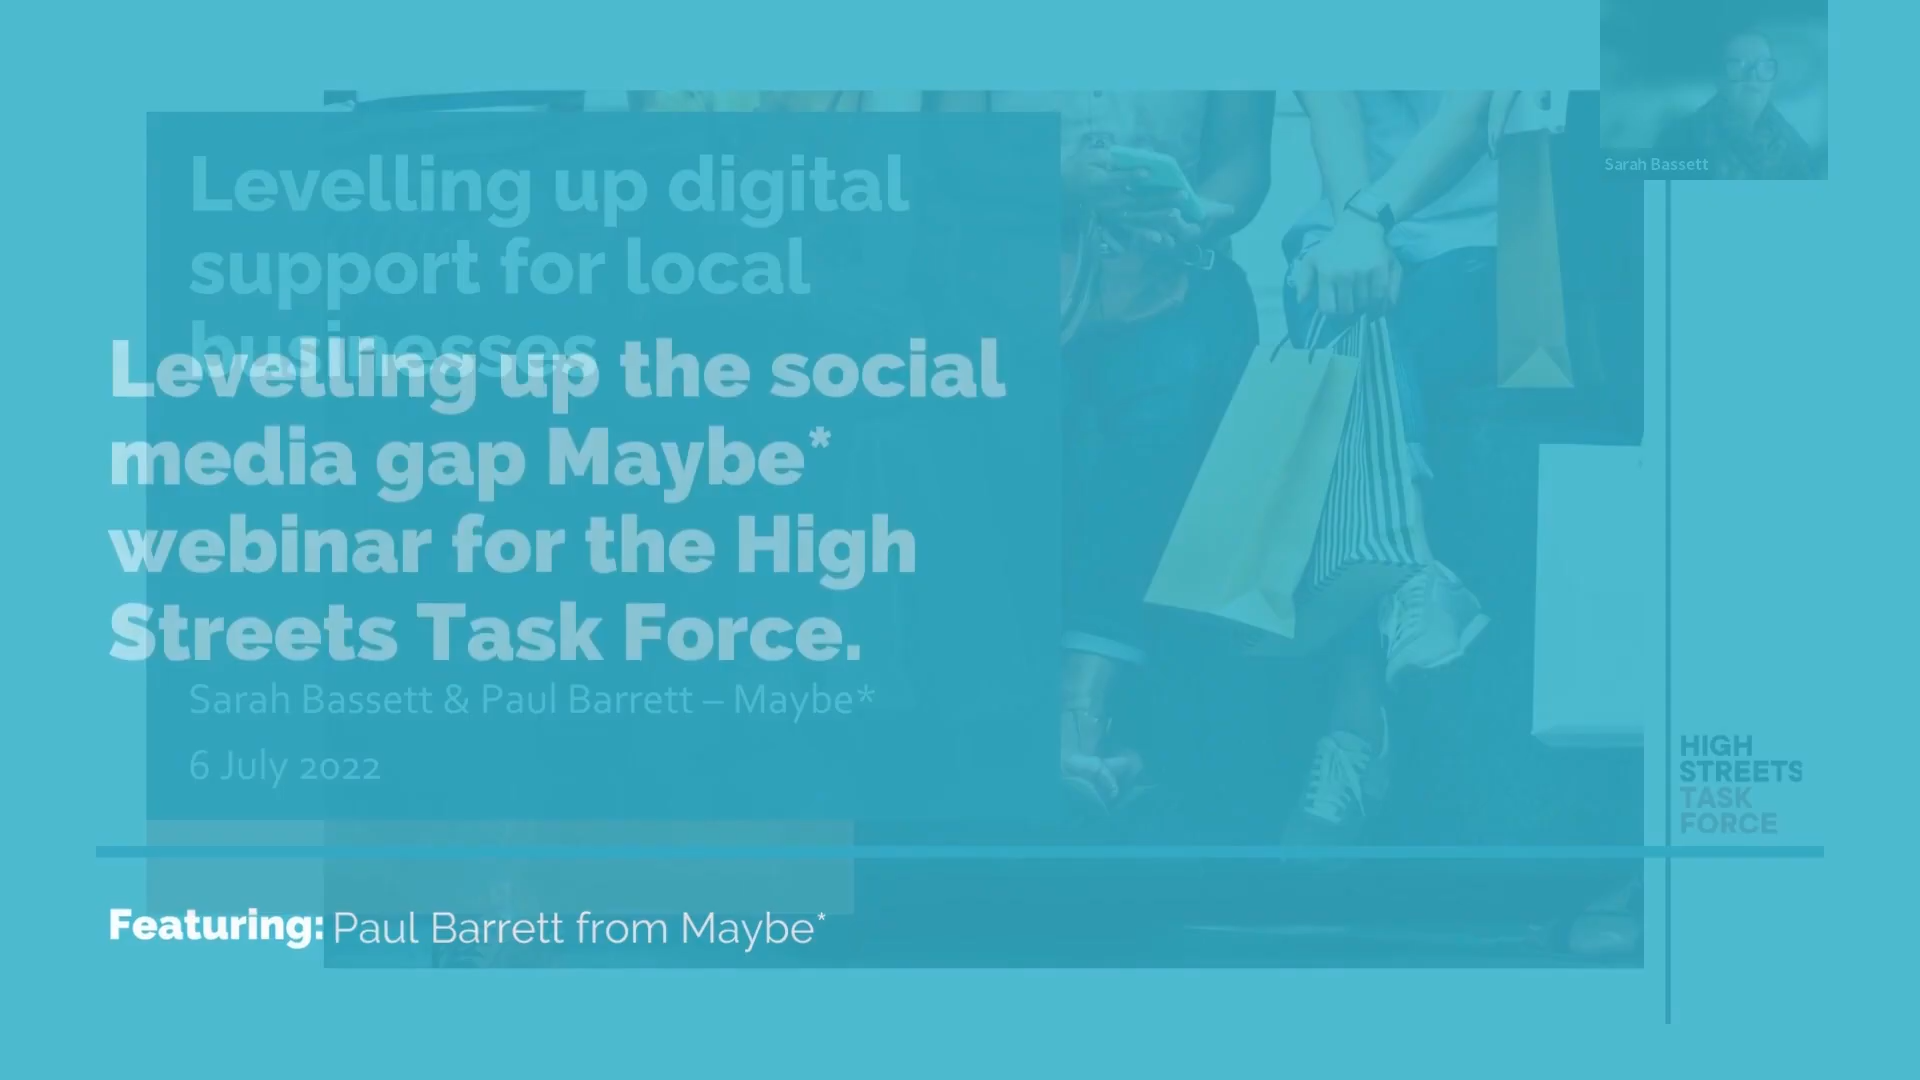 Sarah Bassett
Levelling up digital
support for local
businesses
Levelling up the social
media gap Maybe*
webinar for the High
Streets Task Force.
Sarah Bassett & Paul Barrett – Maybe*
6 July 2022
HIGH
STREETS
TASK
FORCE
Featuring: Paul Barrett from Maybe*